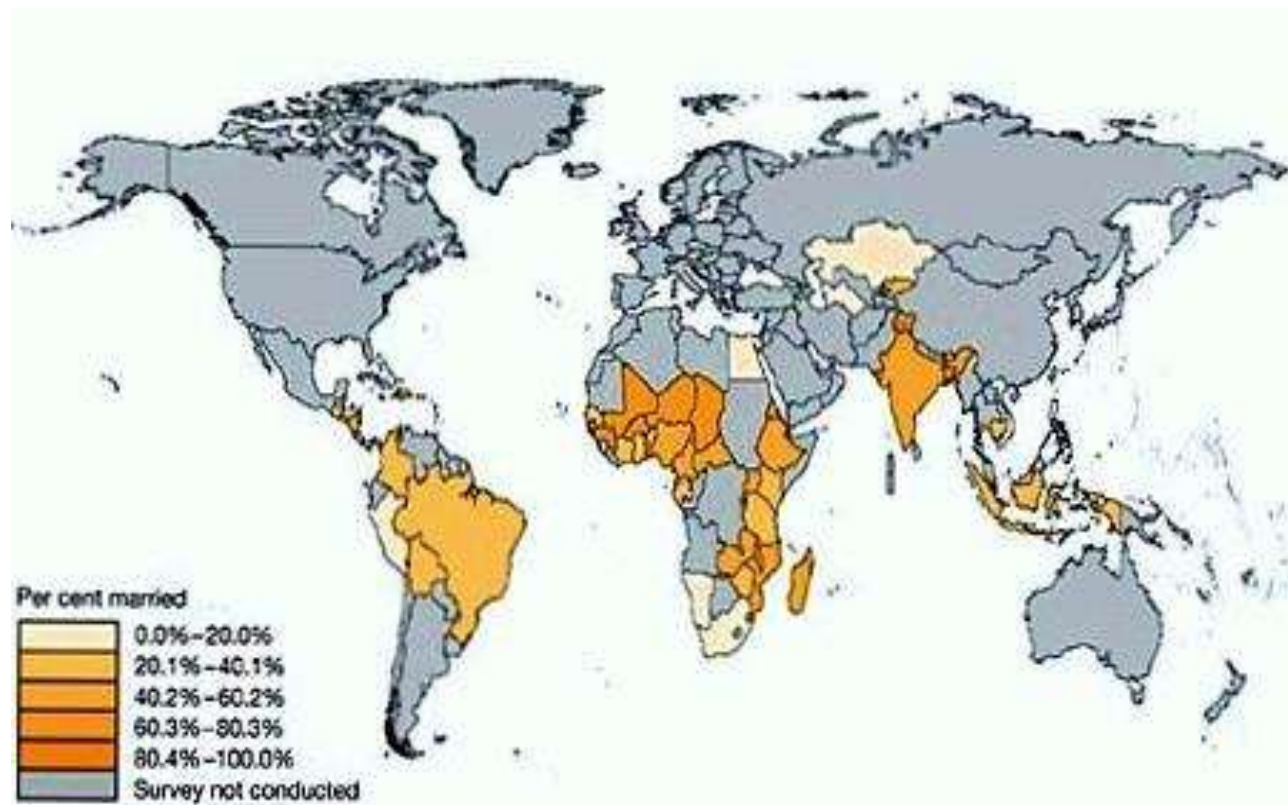 Per cent married
0.0%–20.0%
20.1%–40.1%
40.2%–60.2%
60.3%–80.3%
80.4%–100.0%
Survey not conducted